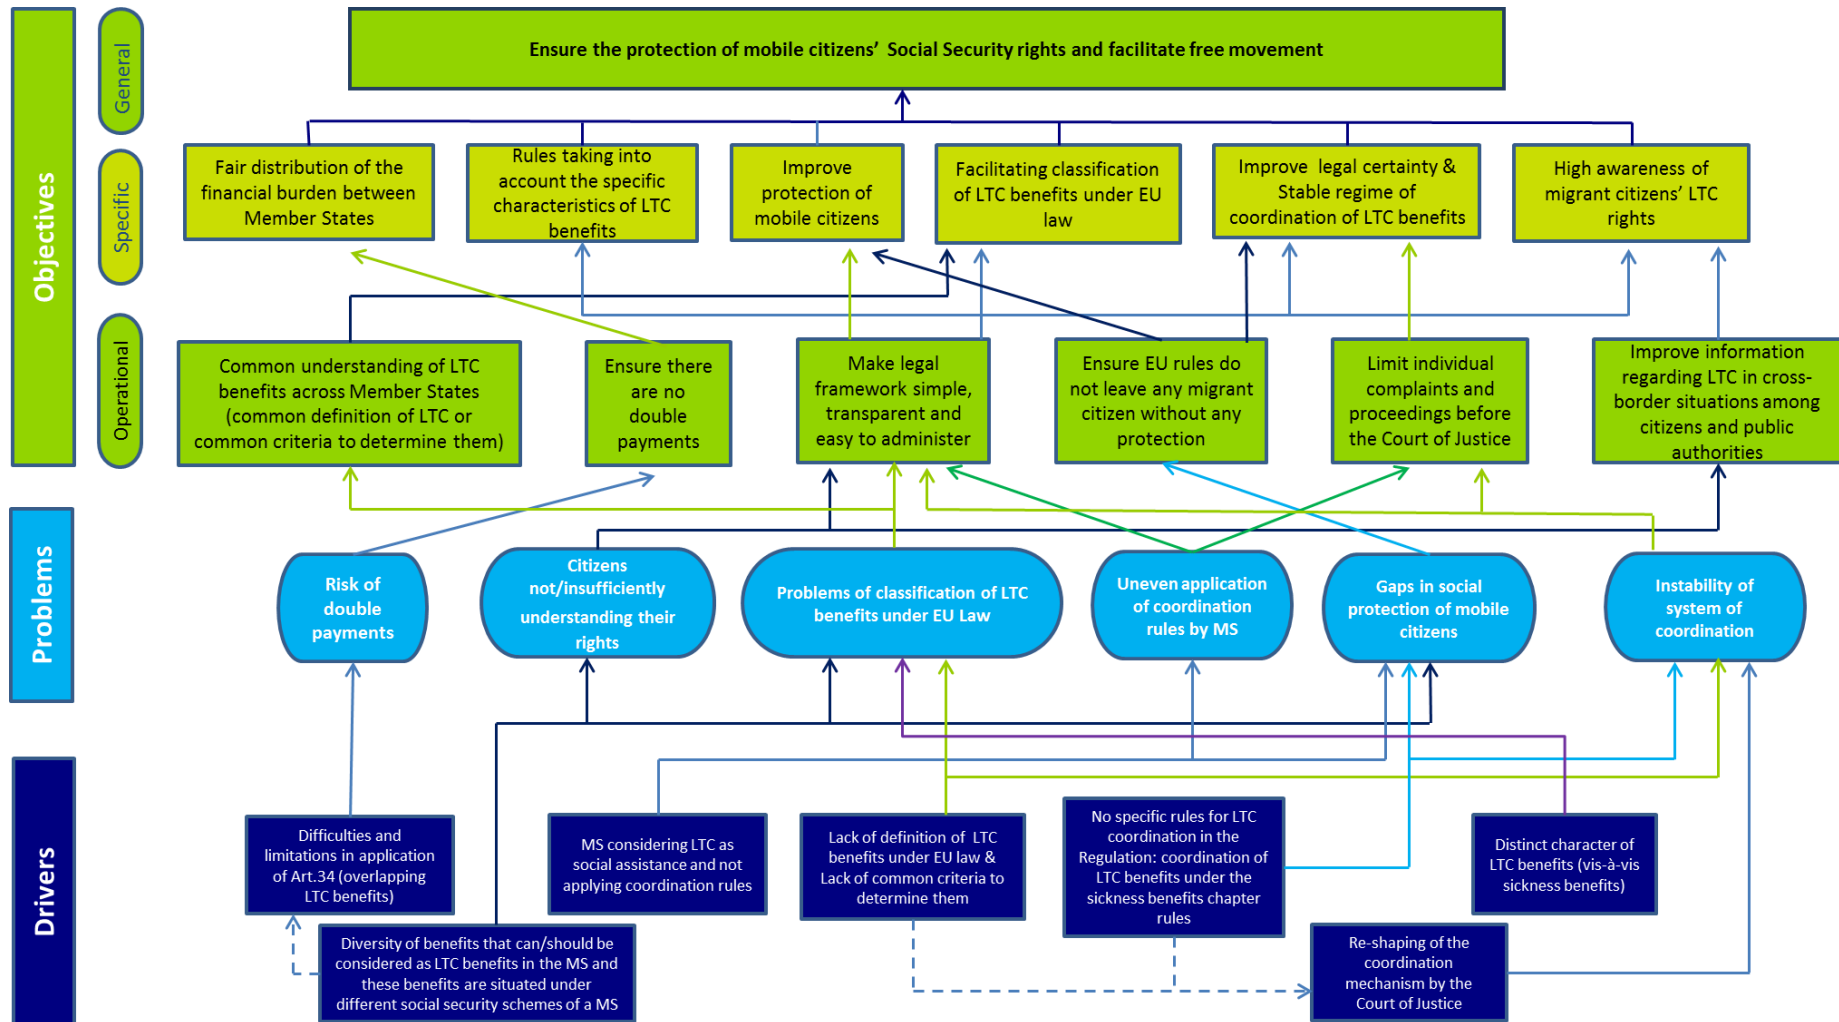 Objectives
General
Ensure the protection of mobile citizens' Social Security rights and facilitate free movement
Specific
Fair distribution of the
financial burden between
Member States
Rules taking into
account the specific
characteristics of LTC
benefits
Improve
protection of
mobile citizens
Facilitating classification
of LTC benefits under EU
law
Improve legal certainty &
Stable regime of
coordination of LTC benefits
High awareness of
migrant citizens' LTC
rights
Operational
Common understanding of LTC
benefits across Member States
(common definition of LTC or
common criteria to determine them)
Ensure there
are no
double
payments
Make legal
framework simple,
transparent and
easy to administer
Ensure EU rules do
not leave any migrant
citizen without any
protection
Limit individual
complaints and
proceedings before
the Court of Justice
Improve information
regarding LTC in cross-
border situations among
citizens and public
authorities
Problems
Risk of
double
payments
Citizens
not/insufficiently
understanding their
rights
Problems of classification of LTC
benefits under EU Law
Uneven application
of coordination
rules by MS
Gaps in social
protection of mobile
citizens
Instability of
system of
coordination
Drivers
Difficulties and
limitations in application
of Art.34 (overlapping
LTC benefits)
MS considering LTC as
social assistance and not
applying coordination rules
Lack of definition of LTC
benefits under EU law &
Lack of common criteria to
determine them
No specific rules for LTC
coordination in the
Regulation: coordination of
LTC benefits under the
sickness benefits chapter
rules
Distinct character of
LTC benefits (vis-à-vis
sickness benefits)
Diversity of benefits that can/should be
considered as LTC benefits in the MS and
these benefits are situated under
different social security schemes of a MS
Re-shaping of the
coordination
mechanism by the
Court of Justice